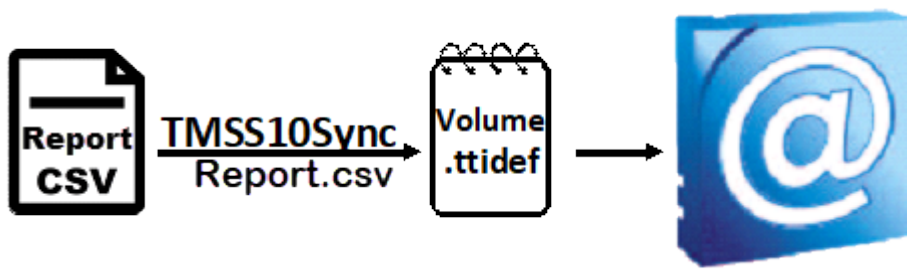 Report
CSV
TMSS10Sync
Report.csv
Volume
.ttidef
@